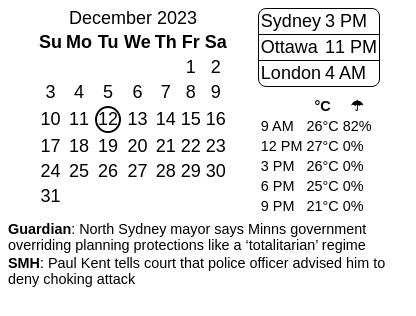 December 2023
Su Mo Tu We Th Fr Sa
1 2
3 4 5 6 7 8 9
10 11 12 13 14 15 16
17 18 19 20 21 22 23
24 25 26 27 28 29 30
31
Sydney 3 PM
Ottawa 11 PM
London 4 AM
°C ☂
9 AM 26°C 82%
12 PM 27°C 0%
3 PM 26°C 0%
6 PM 25°C 0%
9 PM 21°C 0%
Guardian: North Sydney mayor says Minns government
overriding planning protections like a ‘totalitarian’ regime
SMH: Paul Kent tells court that police officer advised him to
deny choking attack